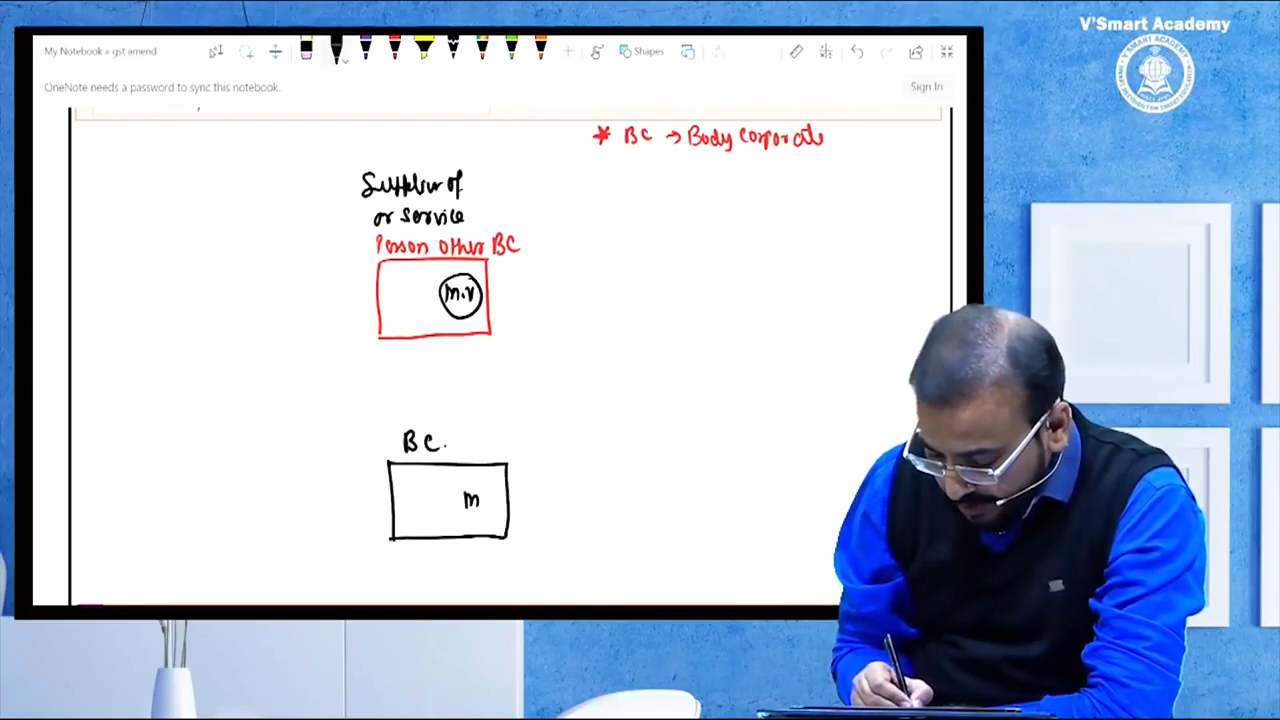 V'Smart Academy
My Notebook » gst amend
Shapes
OneNote needs a password to sync this notebook.
Sign In
* BC → Body corporate
Supplier of
or service
Person other BC
M.V
BC.
M